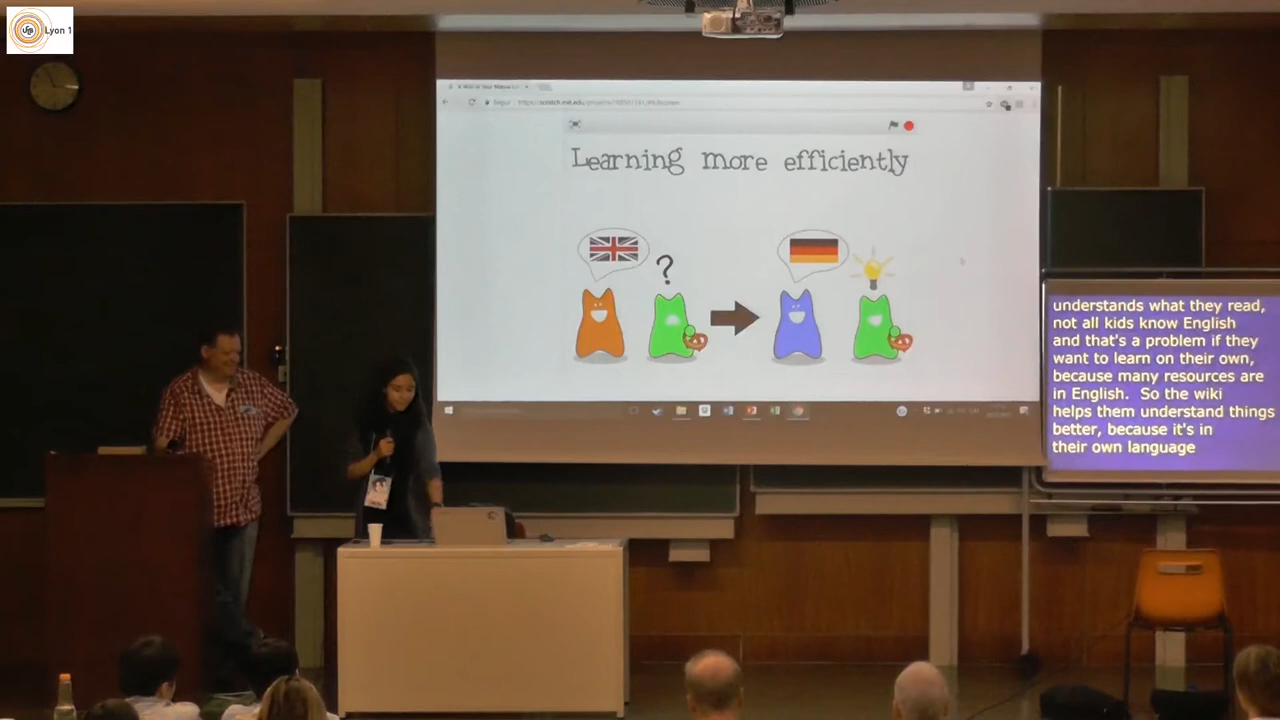 Lyon 1
Learning more efficiently
?
understands what they read,
not all kids know English
and that's a problem if they
want to learn on their own,
because many resources are
in English. So the wiki
helps them understand things
better, because it's in
their own language